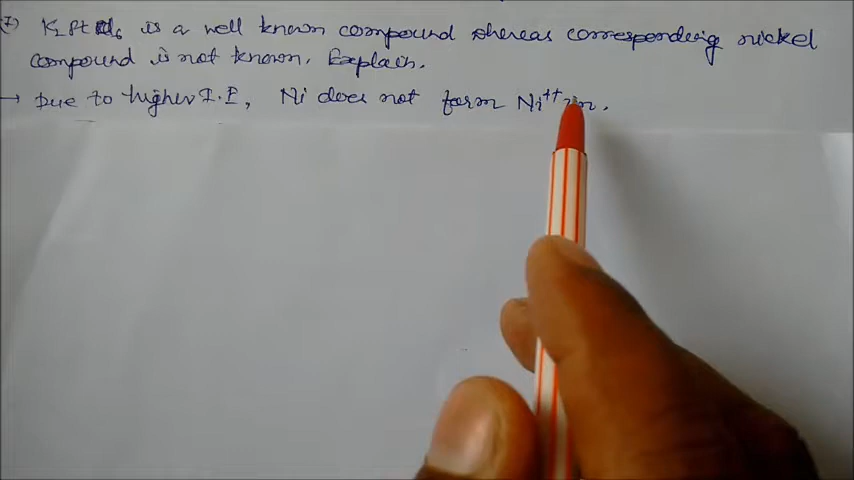 (7) K₂PtCl₆ is a well known compound whereas corresponding nickel
compound is not known. Explain.
→ Due to higher I.E, Ni does not form Ni⁺⁺ ion.